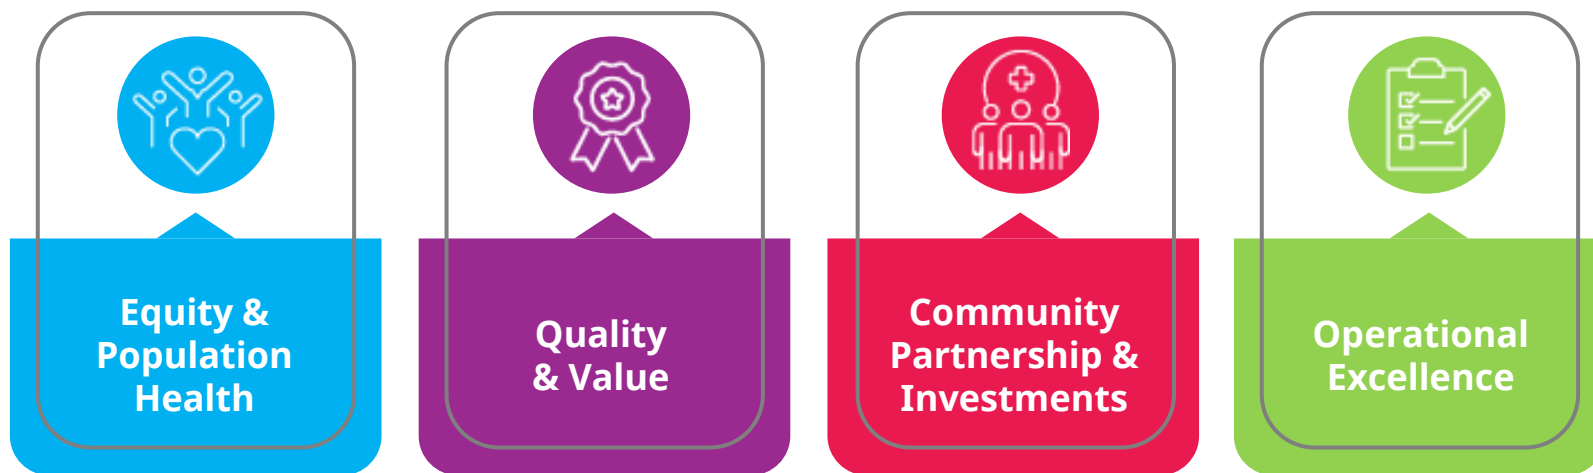 Equity &
Population
Health
Quality
& Value
Community
Partnership &
Investments
Operational
Excellence